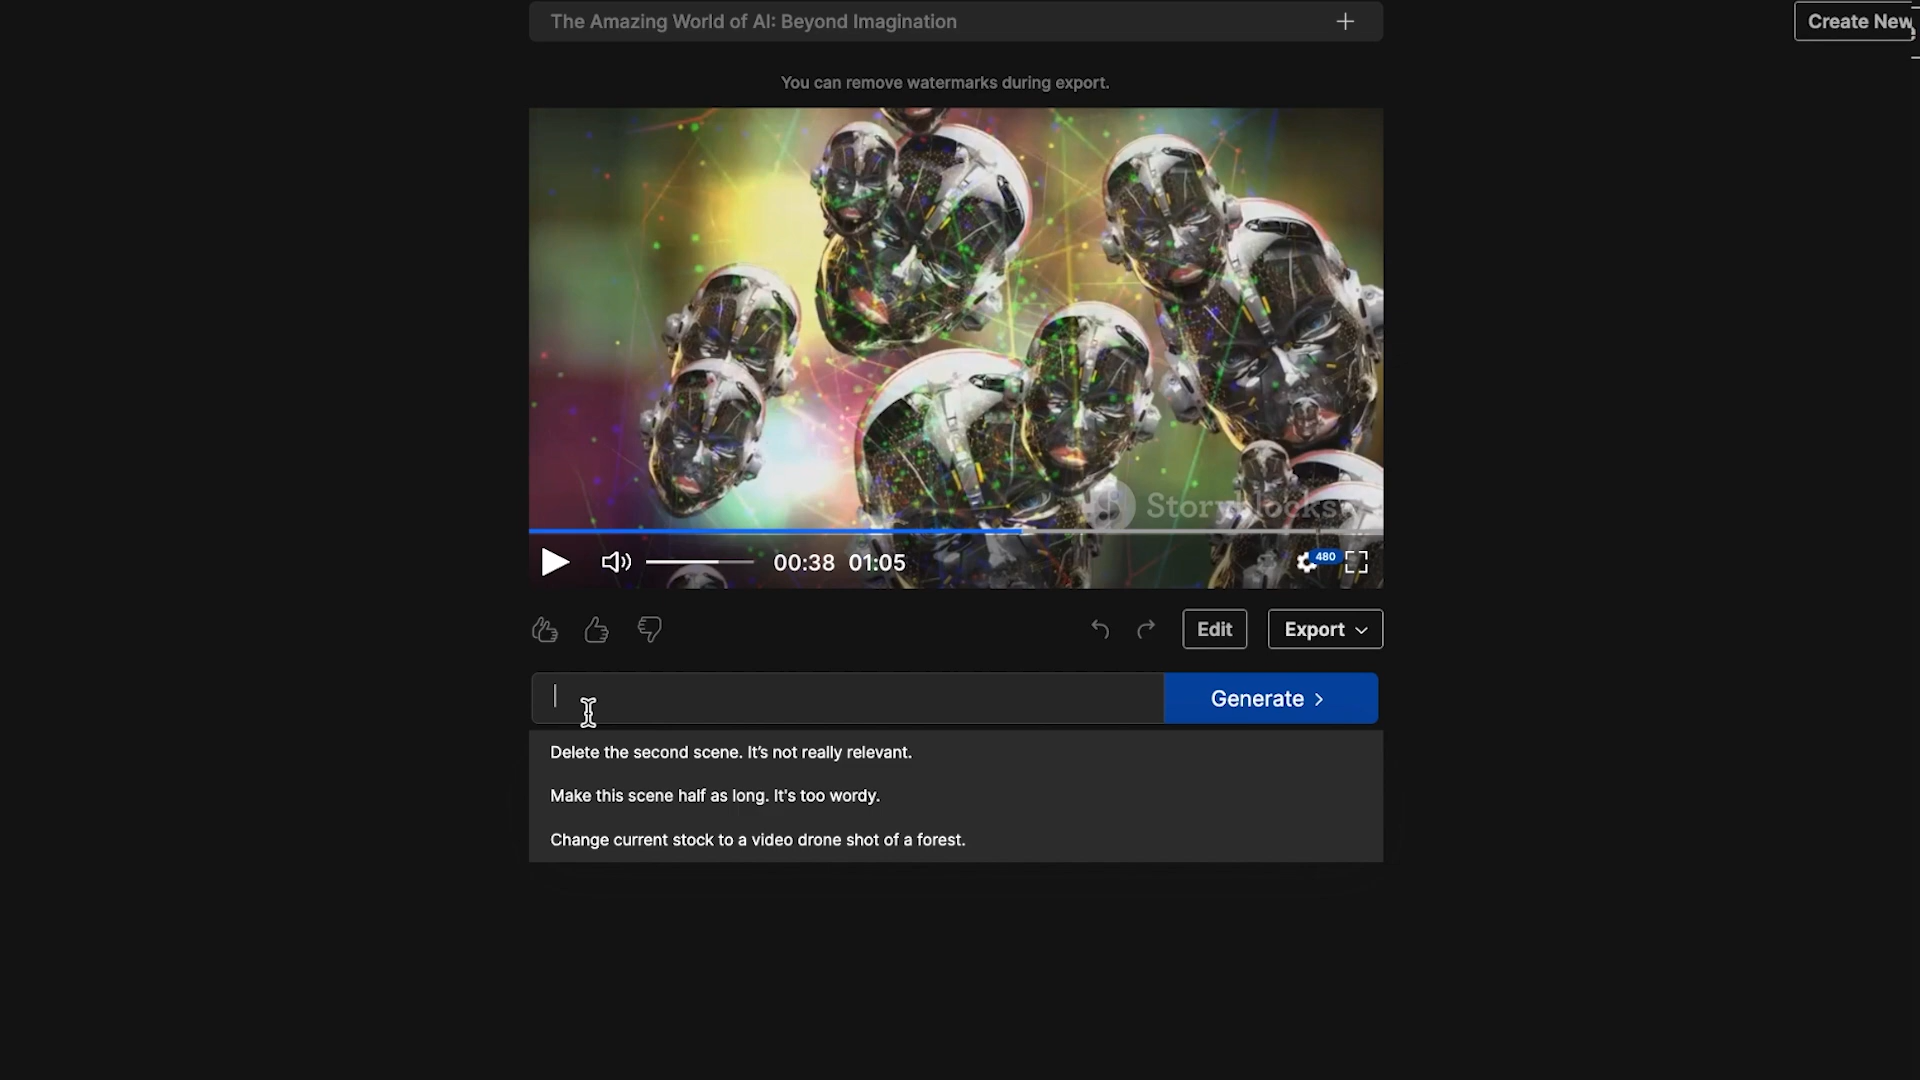 The Amazing World of AI: Beyond Imagination
Create New
You can remove watermarks during export.
Storyblocks
00:38 01:05
480
Edit
Export
Generate
Delete the second scene. It's not really relevant.
Make this scene half as long. It's too wordy.
Change current stock to a video drone shot of a forest.